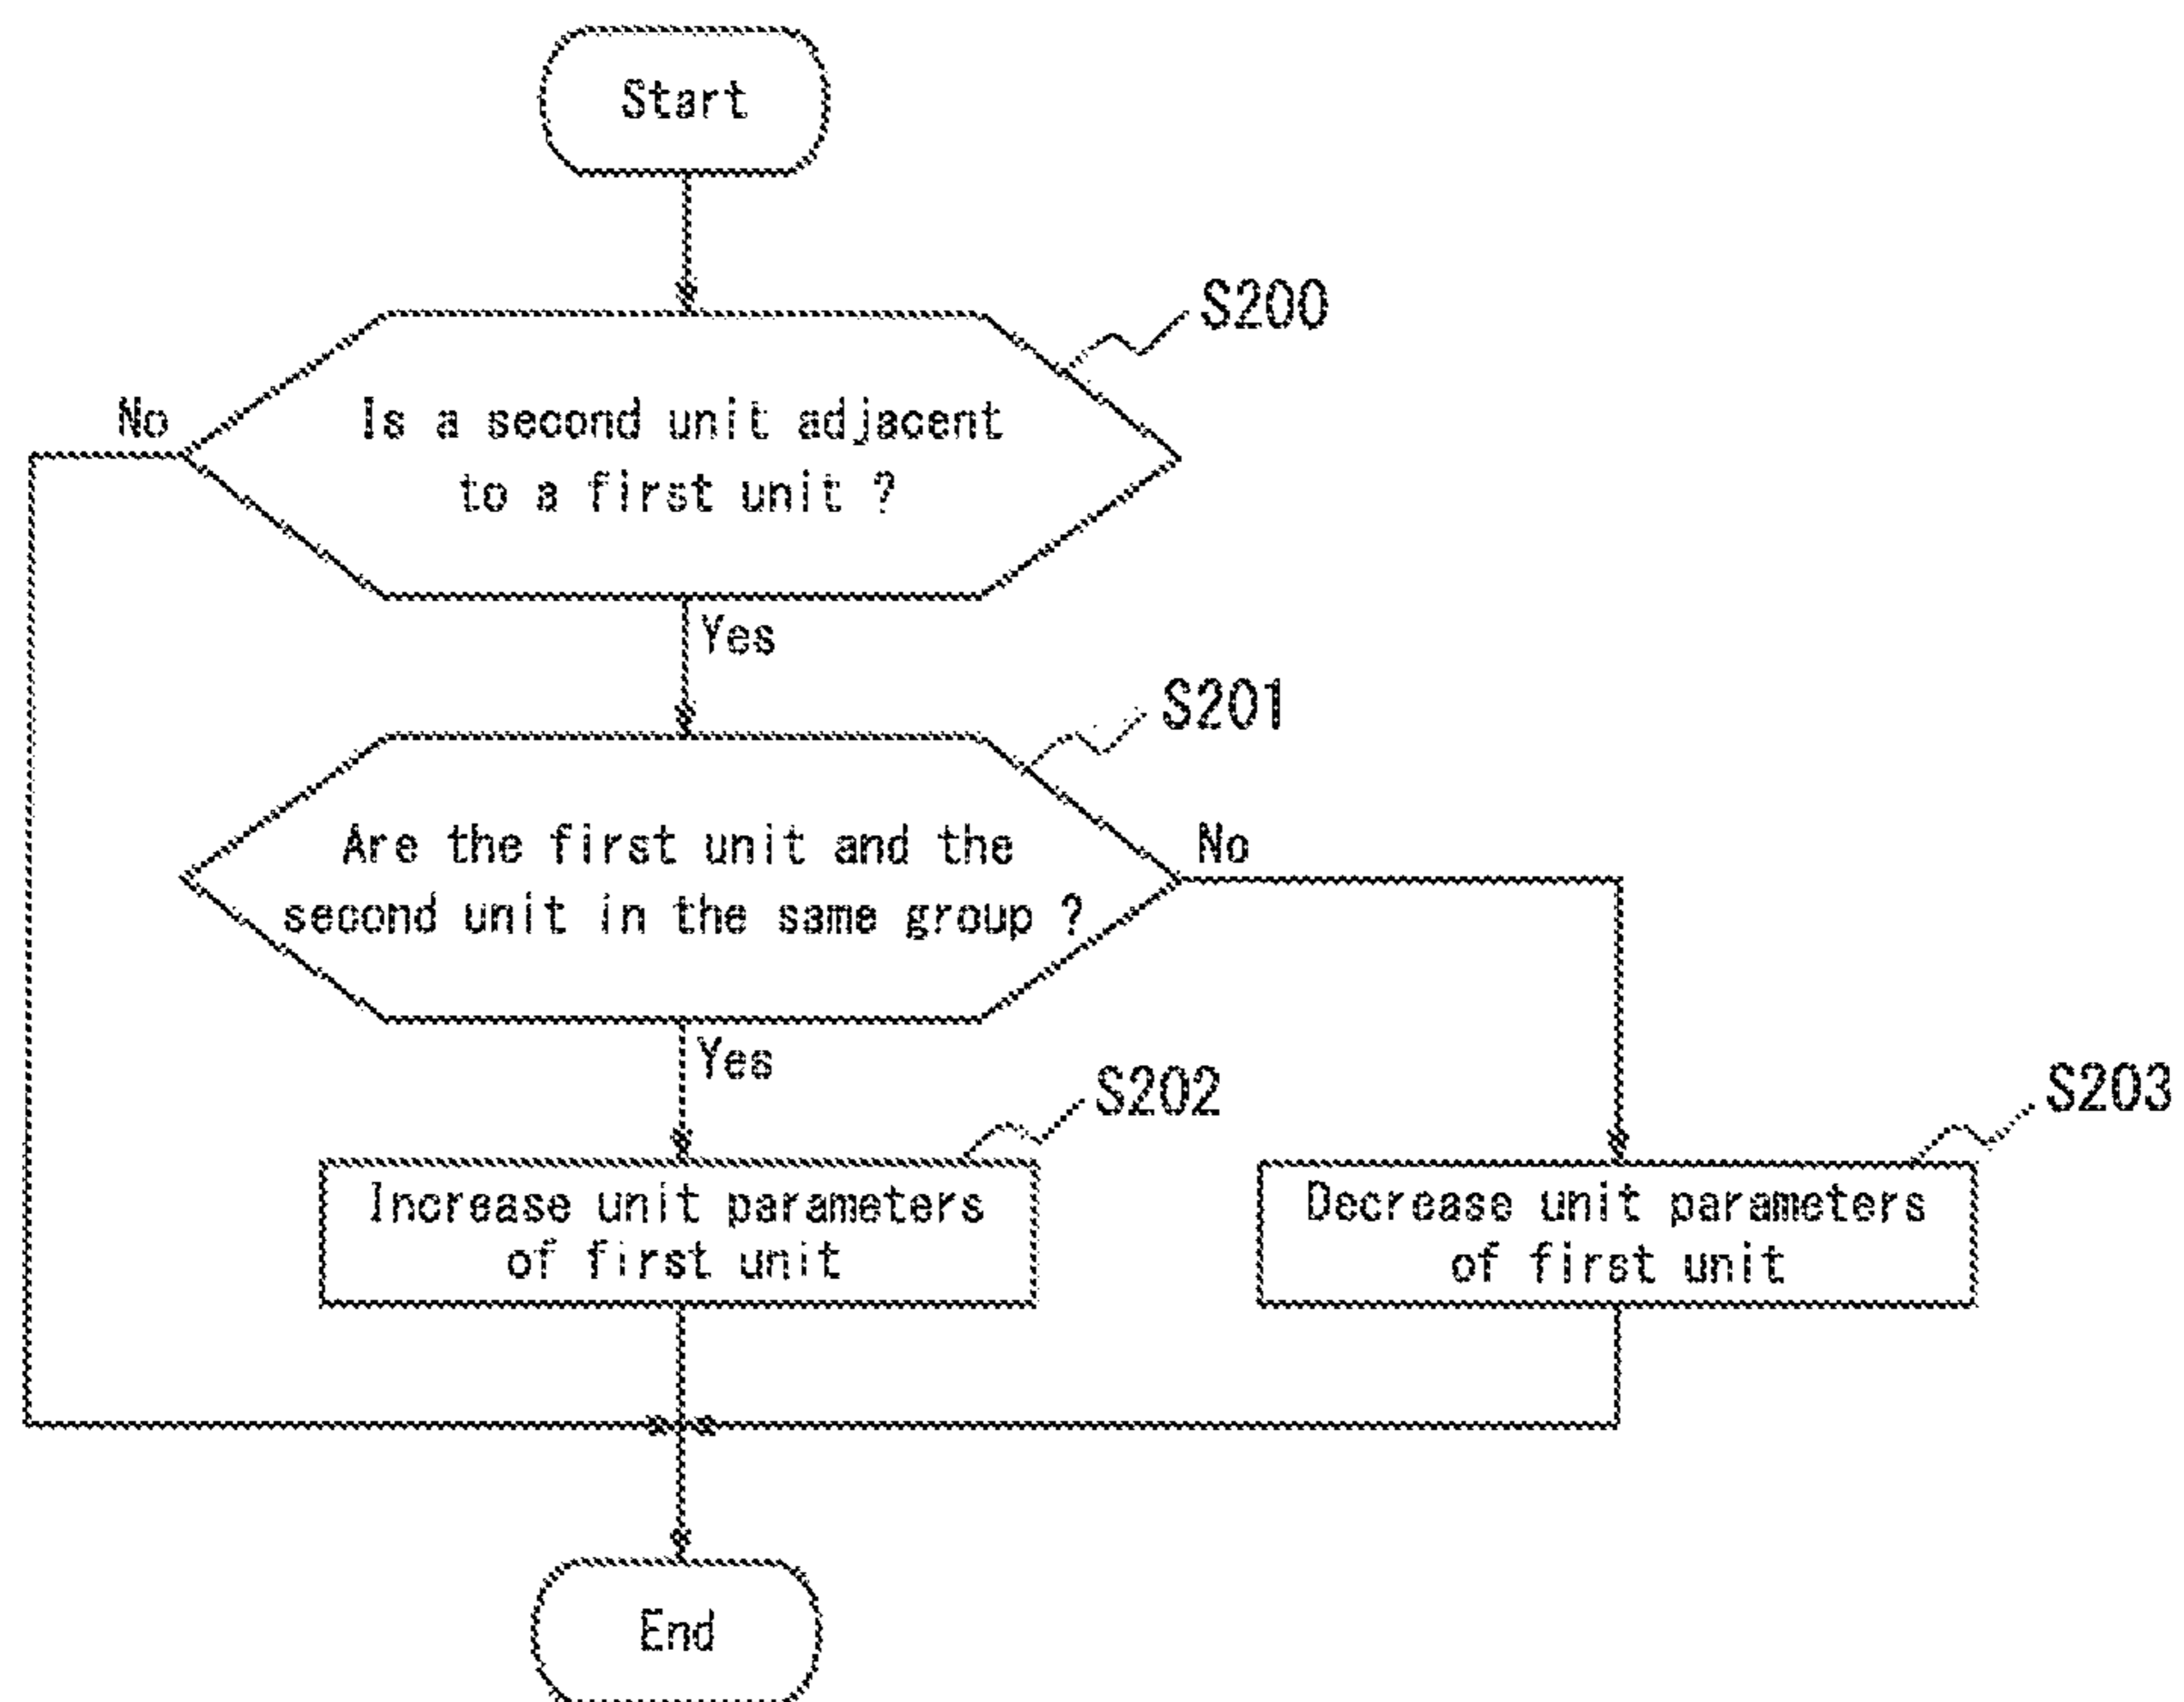 Start
S200
No
Is a second unit adjacent
to a first unit ?
Yes
S201
Are the first unit and the
second unit in the same group ?
No
Yes
S202
S203
Increase unit parameters
of first unit
Decrease unit parameters
of first unit
End